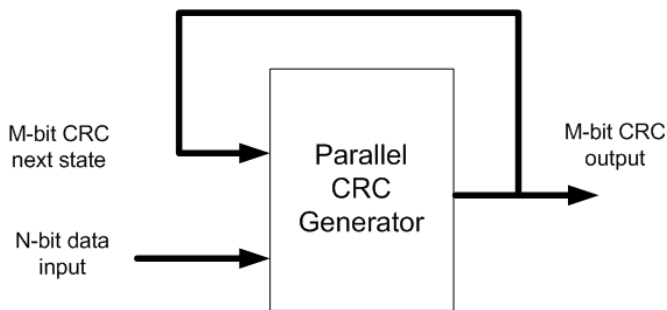 M-bit CRC
next state
N-bit data
input
Parallel
CRC
Generator
M-bit CRC
output